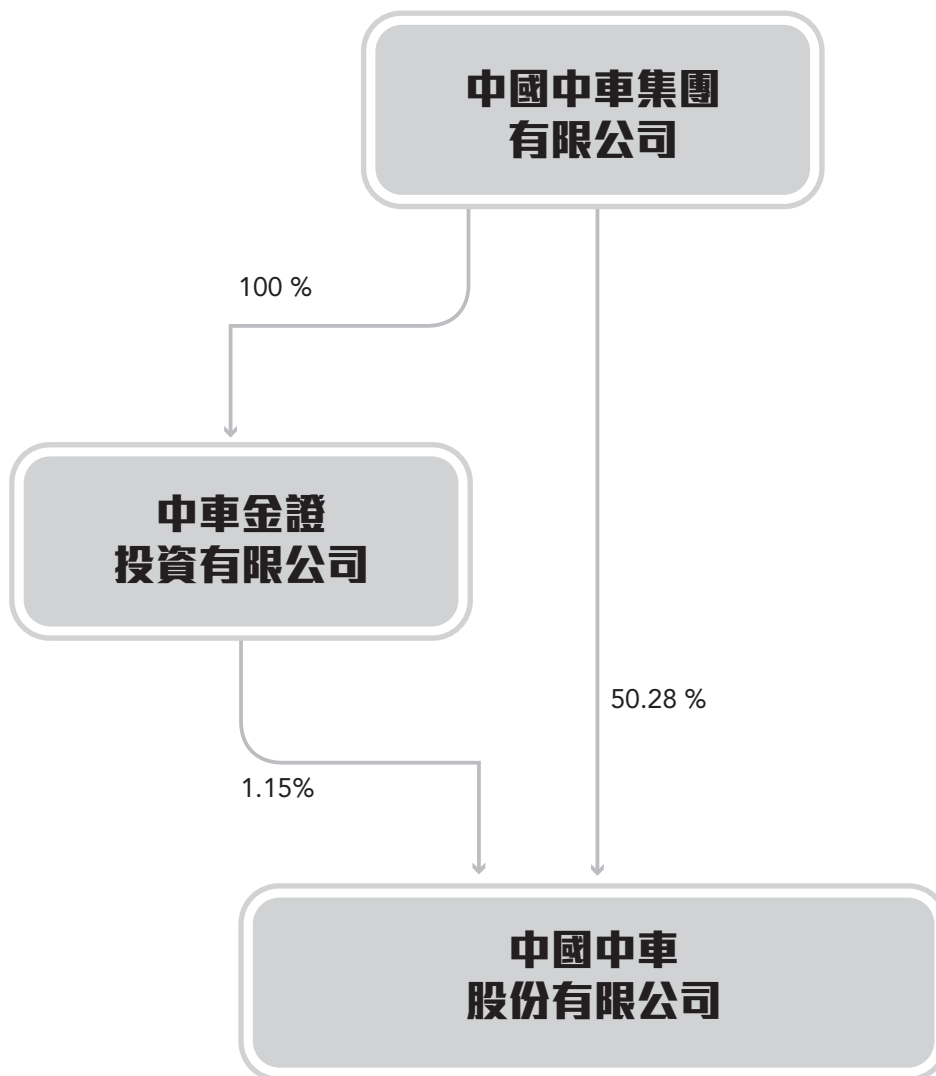 中國中車集團
有限公司
100 %
中車金證
投資有限公司
50.28 %
1.15%
中國中車
股份有限公司